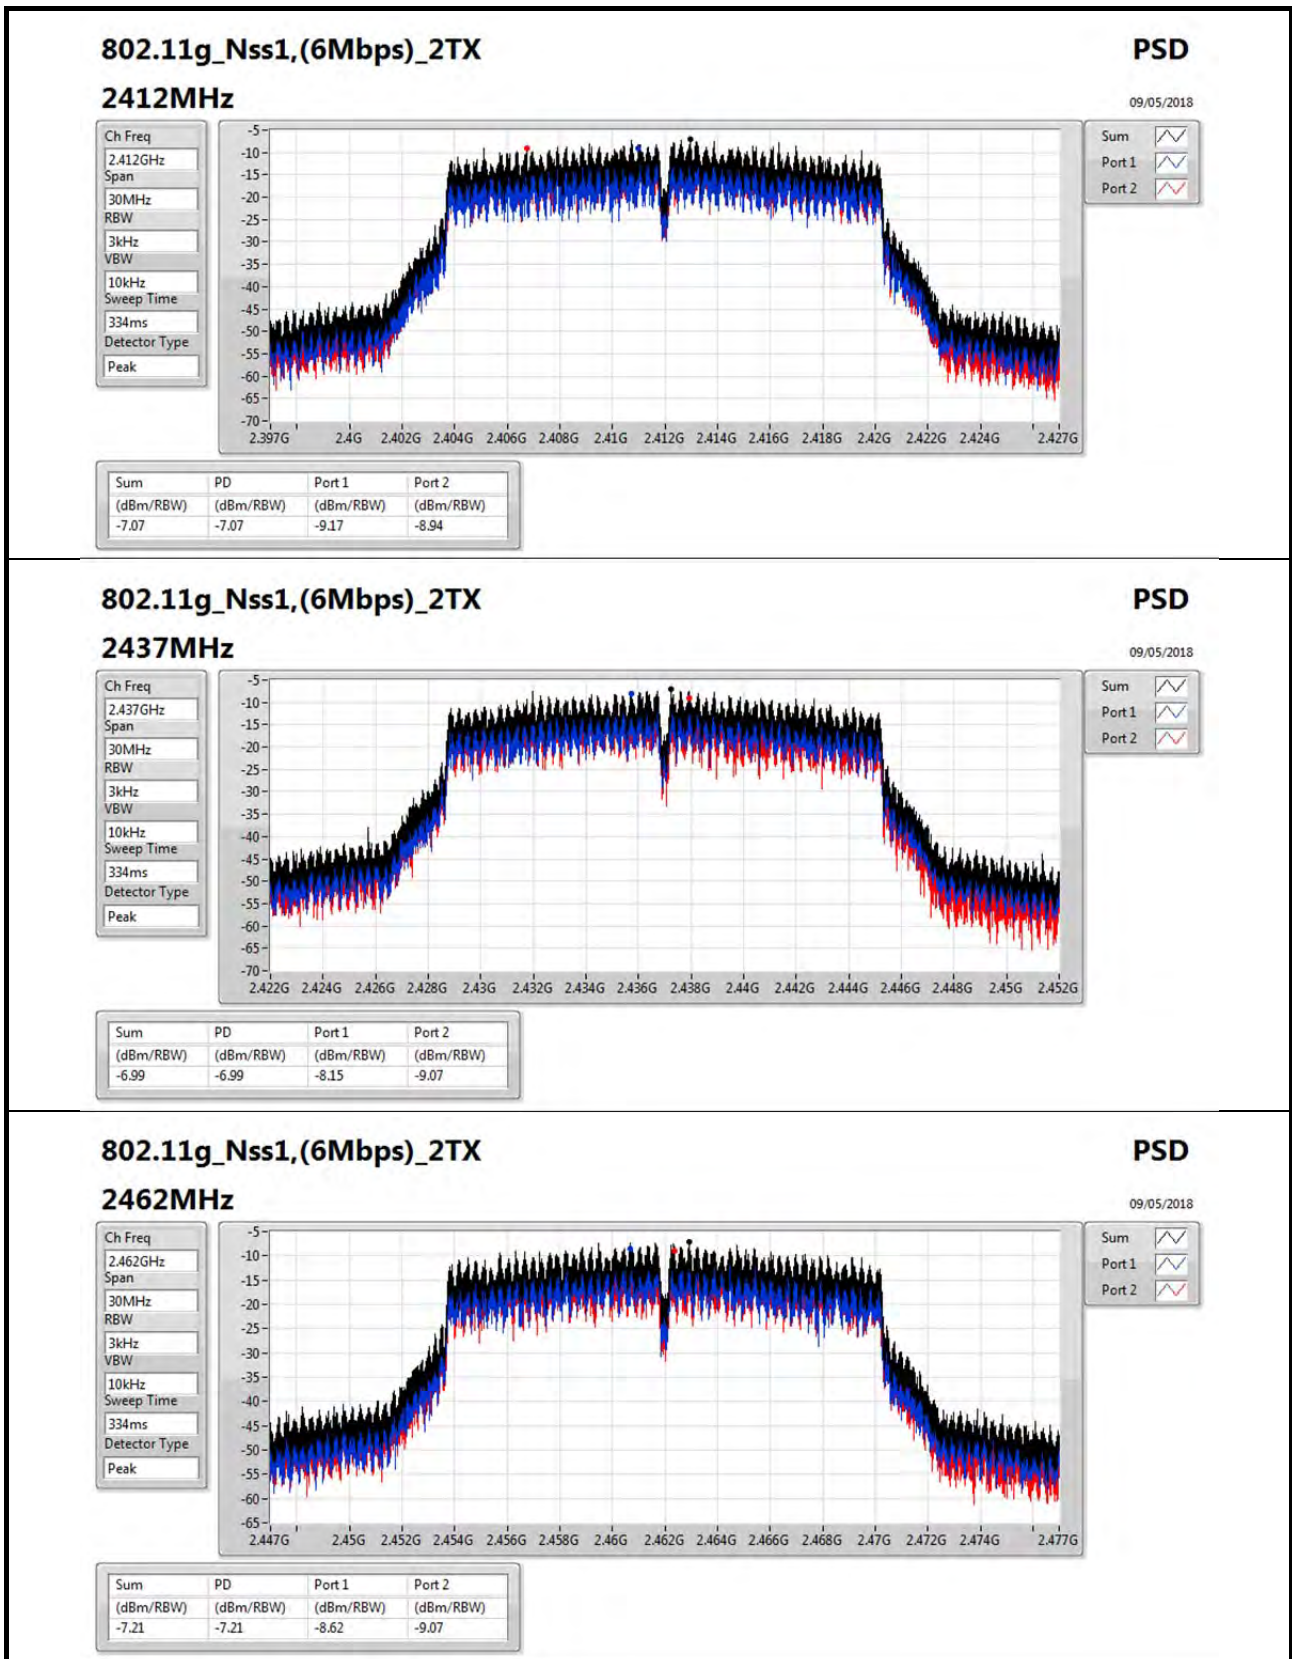 802.11g_Nss1,(6Mbps)_2TX PSD
2412MHz 09/05/2018
Ch Freq
2.412GHz
Span
30MHz
RBW
3kHz
VBW
10kHz
Sweep Time
334ms
Detector Type
Peak
-5
-10
-15
-20
-25
-30
-35
-40
-45
-50
-55
-60
-65
-70
2.397G 2.4G 2.402G 2.404G 2.406G 2.408G 2.41G 2.412G 2.414G 2.416G 2.418G 2.42G 2.422G 2.424G 2.427G
Sum
Port 1
Port 2
Sum PD Port 1 Port 2
(dBm/RBW) (dBm/RBW) (dBm/RBW) (dBm/RBW)
-7.07 -7.07 -9.17 -8.94
802.11g_Nss1,(6Mbps)_2TX PSD
2437MHz 09/05/2018
Ch Freq
2.437GHz
Span
30MHz
RBW
3kHz
VBW
10kHz
Sweep Time
334ms
Detector Type
Peak
-5
-10
-15
-20
-25
-30
-35
-40
-45
-50
-55
-60
-65
-70
2.422G 2.424G 2.426G 2.428G 2.43G 2.432G 2.434G 2.436G 2.438G 2.44G 2.442G 2.444G 2.446G 2.448G 2.45G 2.452G
Sum
Port 1
Port 2
Sum PD Port 1 Port 2
(dBm/RBW) (dBm/RBW) (dBm/RBW) (dBm/RBW)
-6.99 -6.99 -8.15 -9.07
802.11g_Nss1,(6Mbps)_2TX PSD
2462MHz 09/05/2018
Ch Freq
2.462GHz
Span
30MHz
RBW
3kHz
VBW
10kHz
Sweep Time
334ms
Detector Type
Peak
-5
-10
-15
-20
-25
-30
-35
-40
-45
-50
-55
-60
-65
2.447G 2.45G 2.452G 2.454G 2.456G 2.458G 2.46G 2.462G 2.464G 2.466G 2.468G 2.47G 2.472G 2.474G 2.477G
Sum
Port 1
Port 2
Sum PD Port 1 Port 2
(dBm/RBW) (dBm/RBW) (dBm/RBW) (dBm/RBW)
-7.21 -7.21 -8.62 -9.07